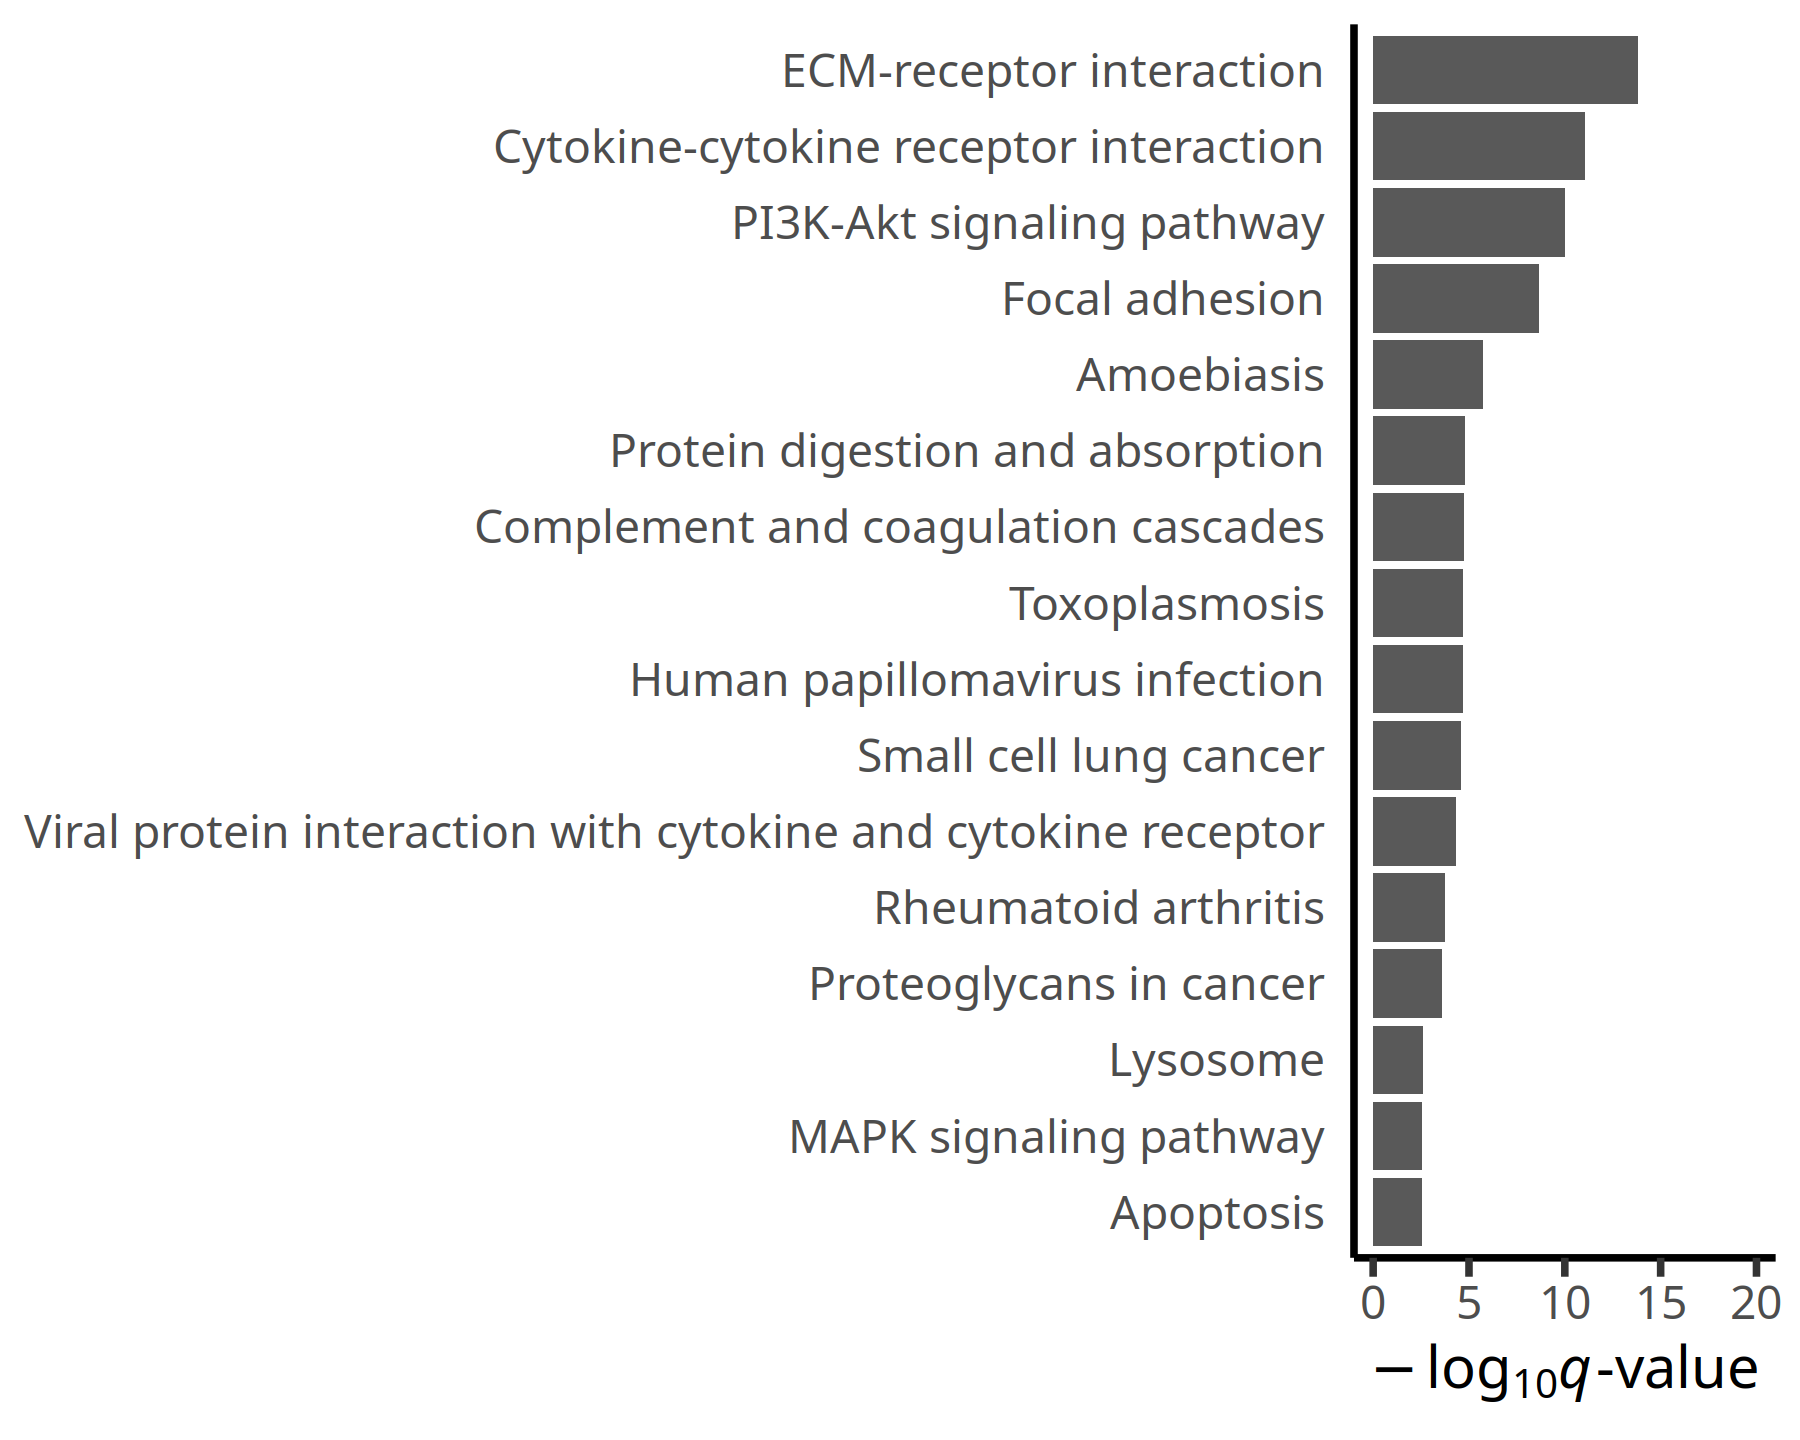 ECM-receptor interaction
Cytokine-cytokine receptor interaction
PI3K-Akt signaling pathway
Focal adhesion
Amoebiasis
Protein digestion and absorption
Complement and coagulation cascades
Toxoplasmosis
Human papillomavirus infection
Small cell lung cancer
Viral protein interaction with cytokine and cytokine receptor
Rheumatoid arthritis
Proteoglycans in cancer
Lysosome
MAPK signaling pathway
Apoptosis
0 5 10 15 20
− log₁₀q-value